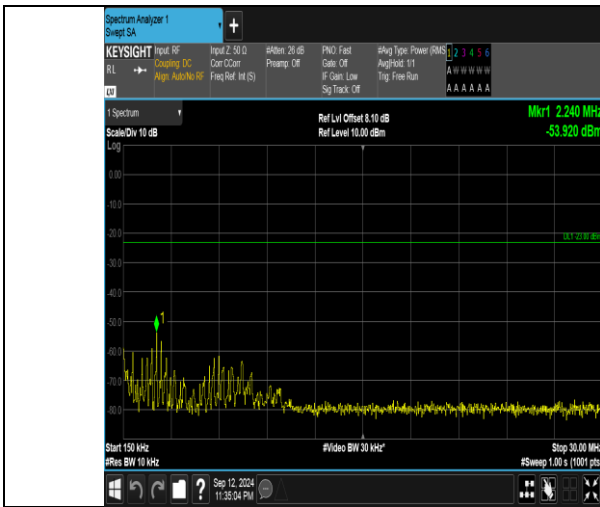 Spectrum Analyzer 1
Swept SA
KEYSIGHT Input: RF Input Z: 50 Ω #Atten: 26 dB PNO: Fast #Avg Type: Power (RMS 1 2 3 4 5 6
RL Coupling: DC Corr CCorr Preamp: Off Gate: Off Avg|Hold: 1/1 A W W W W W
Align: Auto/No RF Freq Ref: Int (S) IF Gain: Low Trig: Free Run
Sig Track: Off A A A A A A
LXI
1 Spectrum Ref Lvl Offset 8.10 dB Mkr1 2.240 MHz
Scale/Div 10 dB Ref Level 10.00 dBm -53.920 dBm
Log
0.00
-10.0
-20.0
DL1 -23.00 dBm
-30.0
-40.0
1
-50.0
-60.0
-70.0
-80.0
Start 150 kHz #Video BW 30 kHz* Stop 30.00 MHz
#Res BW 10 kHz #Sweep 1.00 s (1001 pts
? Sep 12, 2024
11:35:04 PM